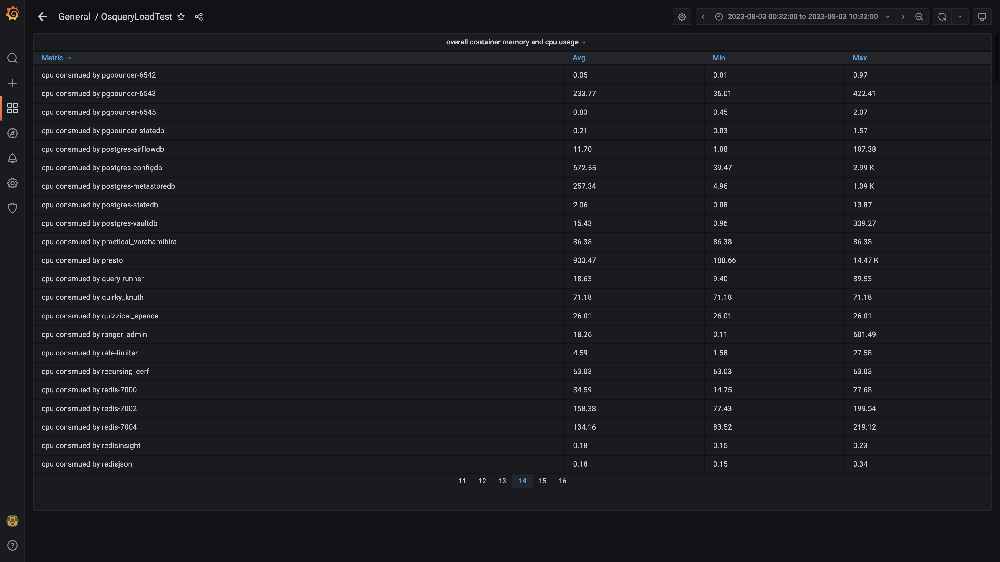 General / OsqueryLoadTest
2023-08-03 00:32:00 to 2023-08-03 10:32:00
overall container memory and cpu usage
Metric Avg Min Max
cpu consmued by pgbouncer-6542 0.05 0.01 0.97
cpu consmued by pgbouncer-6543 233.77 36.01 422.41
cpu consmued by pgbouncer-6545 0.83 0.45 2.07
cpu consmued by pgbouncer-statedb 0.21 0.03 1.57
cpu consmued by postgres-airflowdb 11.70 1.88 107.38
cpu consmued by postgres-configdb 672.55 39.47 2.99 K
cpu consmued by postgres-metastoredb 257.34 4.96 1.09 K
cpu consmued by postgres-statedb 2.06 0.08 13.87
cpu consmued by postgres-vaultdb 15.43 0.96 339.27
cpu consmued by practical_varahamihira 86.38 86.38 86.38
cpu consmued by presto 933.47 188.66 14.47 K
cpu consmued by query-runner 18.63 9.40 89.53
cpu consmued by quirky_knuth 71.18 71.18 71.18
cpu consmued by quizzical_spence 26.01 26.01 26.01
cpu consmued by ranger_admin 18.26 0.11 601.49
cpu consmued by rate-limiter 4.59 1.58 27.58
cpu consmued by recursing_cerf 63.03 63.03 63.03
cpu consmued by redis-7000 34.59 14.75 77.68
cpu consmued by redis-7002 158.38 77.43 199.54
cpu consmued by redis-7004 134.16 83.52 219.12
cpu consmued by redisinsight 0.18 0.15 0.23
cpu consmued by redisjson 0.18 0.15 0.34
11 12 13 14 15 16